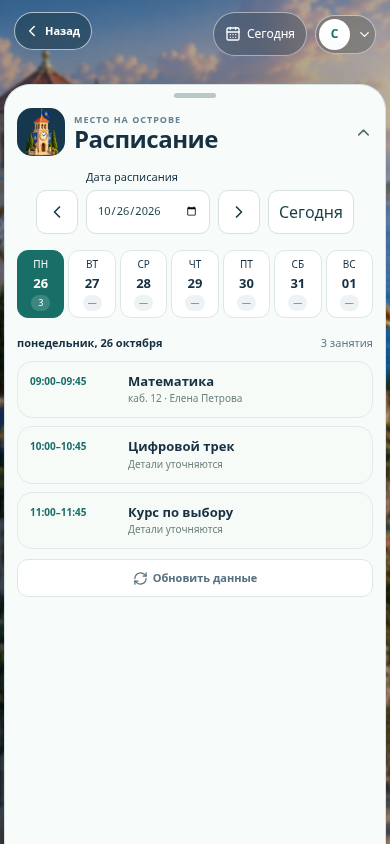 Назад
Сегодня
С
МЕСТО НА ОСТРОВЕ
Расписание
Дата расписания
10/26/2026
Сегодня
ПН ВТ СР ЧТ ПТ СБ ВС
26 27 28 29 30 31 01
3 — — — — — —
понедельник, 26 октября 3 занятия
09:00–09:45 Математика
каб. 12 · Елена Петрова
10:00–10:45 Цифровой трек
Детали уточняются
11:00–11:45 Курс по выбору
Детали уточняются
Обновить данные